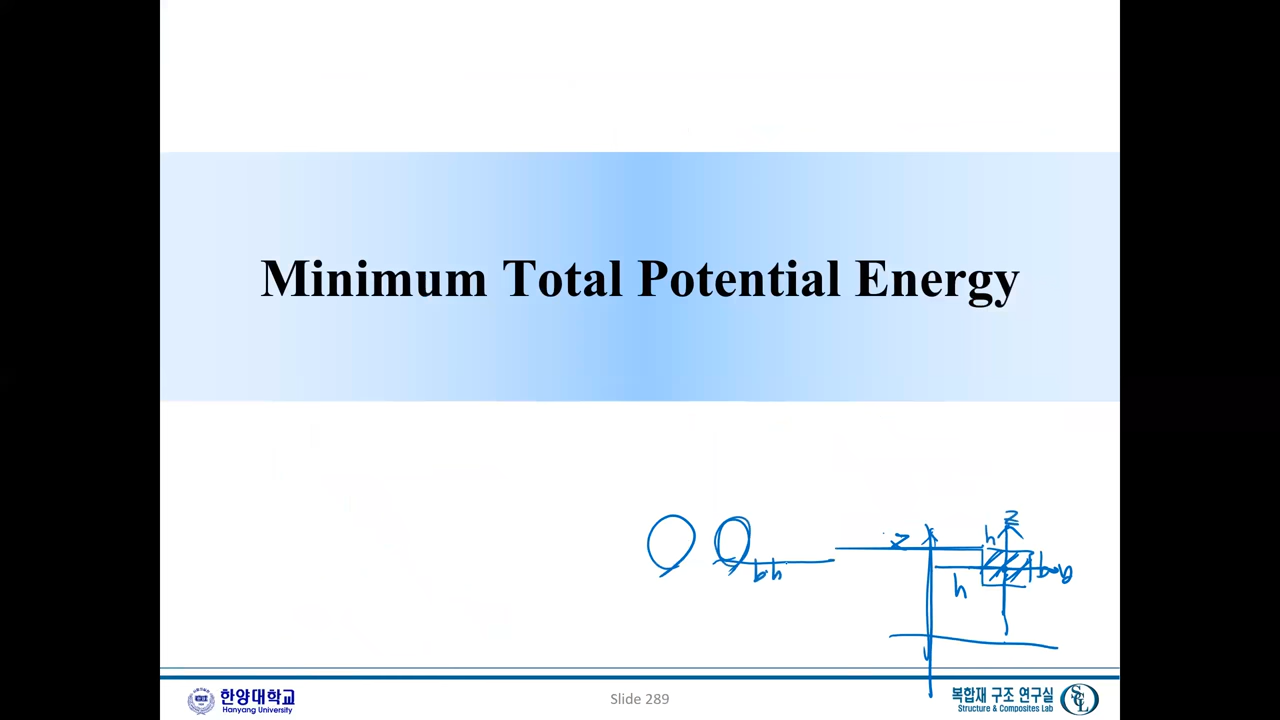 Minimum Total Potential Energy
z
h
z
b h
h
한양대학교
Hanyang University
Slide 289
복합재 구조 연구실
Structure & Composites Lab